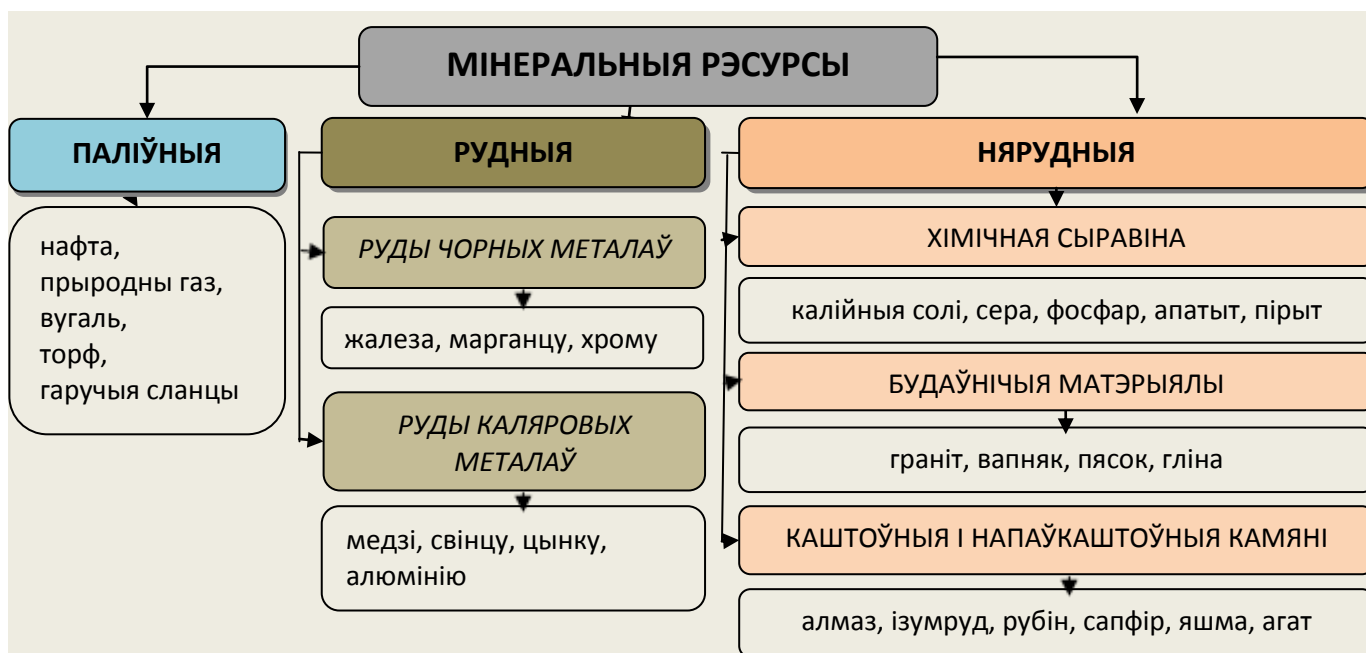 МІНЕРАЛЬНЫЯ РЭСУРСЫ
ПАЛІЎНЫЯ
нафта,
прыродны газ,
вугаль,
торф,
гаручыя сланцы
РУДНЫЯ
РУДЫ ЧОРНЫХ МЕТАЛАЎ
жалеза, марганцу, хрому
РУДЫ КАЛЯРОВЫХ
МЕТАЛАЎ
медзі, свінцу, цынку,
алюмінію
НЯРУДНЫЯ
ХІМІЧНАЯ СЫРАВІНА
калійныя солі, сера, фосфар, апатыт, пірыт
БУДАЎНІЧЫЯ МАТЭРЫЯЛЫ
граніт, вапняк, пясок, гліна
КАШТОЎНЫЯ І НАПАЎКАШТОЎНЫЯ КАМЯНІ
алмаз, ізумруд, рубін, сапфір, яшма, агат